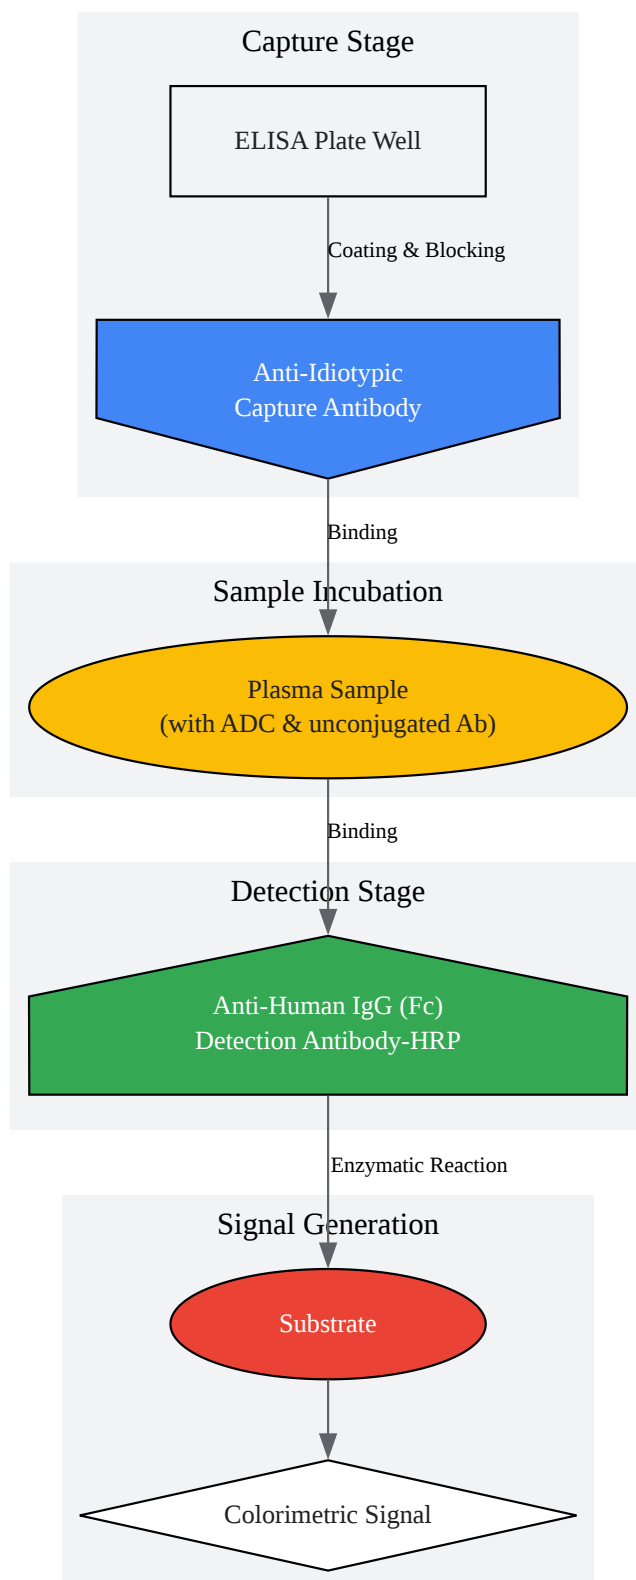 Capture Stage
ELISA Plate Well
Coating & Blocking
Anti-Idiotypic
Capture Antibody
Binding
Sample Incubation
Plasma Sample
(with ADC & unconjugated Ab)
Binding
Detection Stage
Anti-Human IgG (Fc)
Detection Antibody-HRP
Enzymatic Reaction
Signal Generation
Substrate
Colorimetric Signal